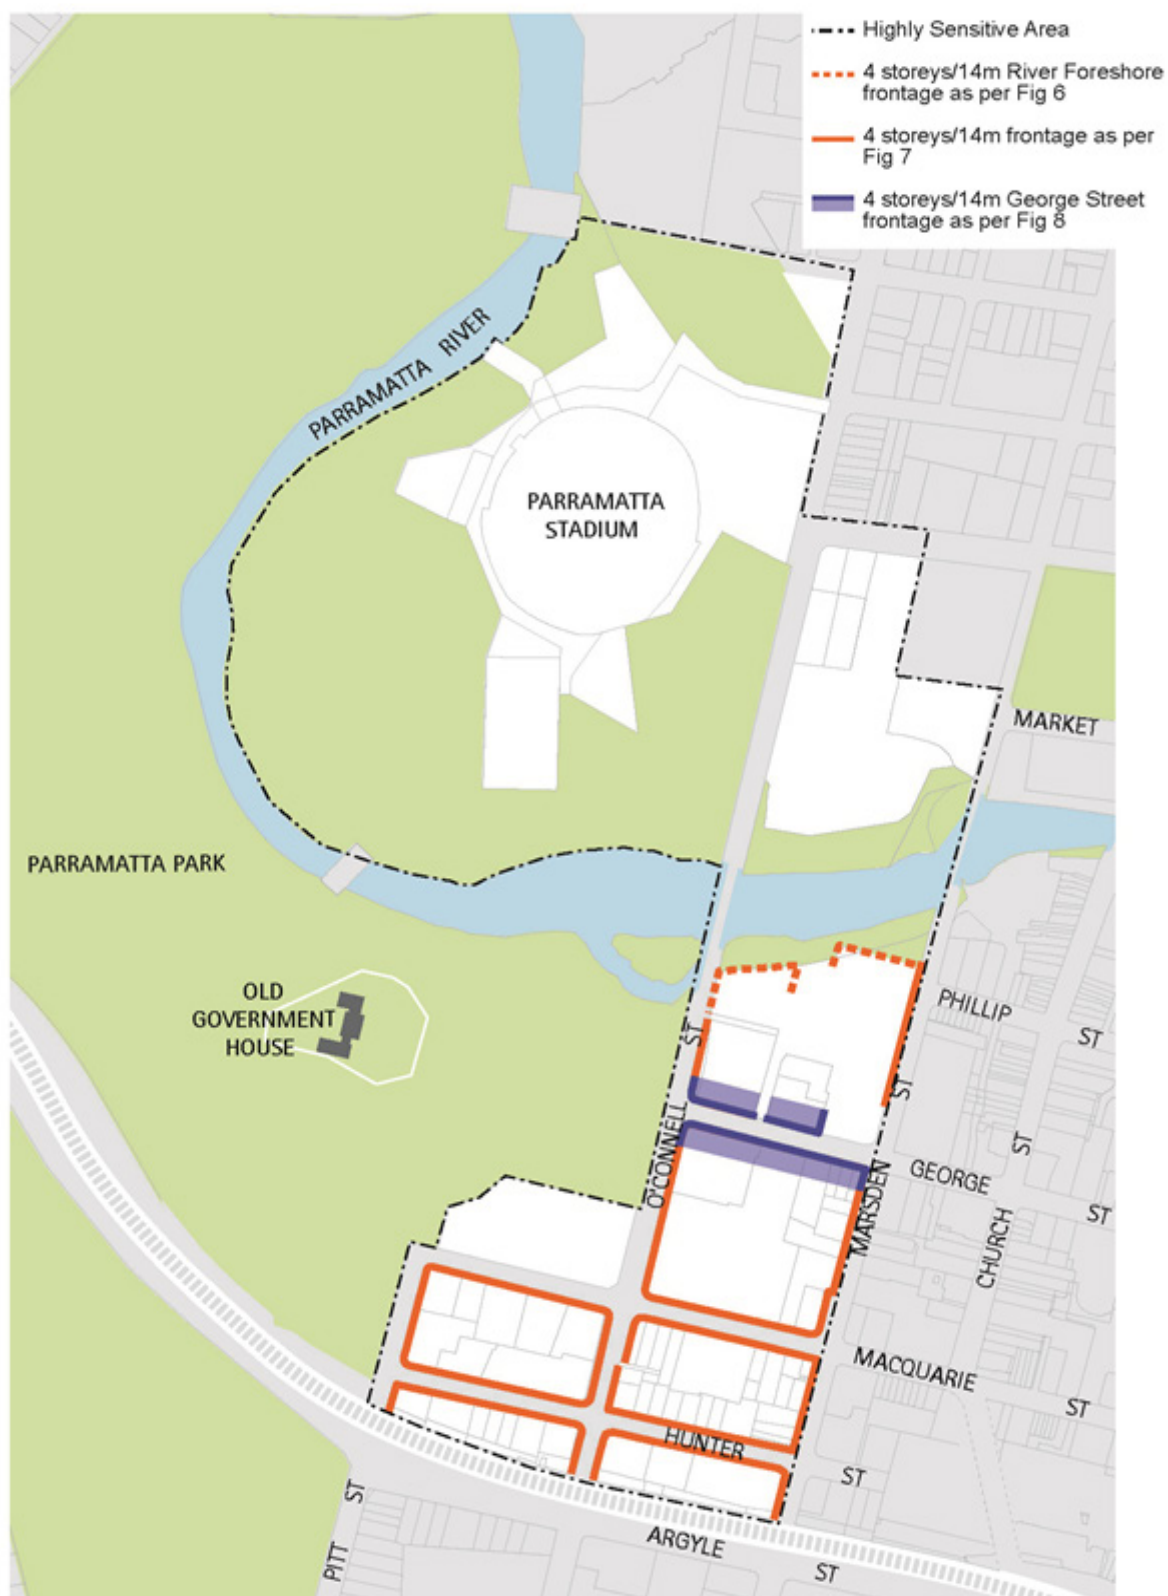 Highly Sensitive Area
4 storeys/14m River Foreshore
frontage as per Fig 6
4 storeys/14m frontage as per
Fig 7
4 storeys/14m George Street
frontage as per Fig 8
PARRAMATTA RIVER
PARRAMATTA
STADIUM
MARKET
PARRAMATTA PARK
OLD
GOVERNMENT
HOUSE
PHILLIP
ST
ST
ST
O'CONNELL
MARSDEN
GEORGE
ST
ST
CHURCH
MACQUARIE
ST
HUNTER
ST
ST
PITT
ARGYLE
ST